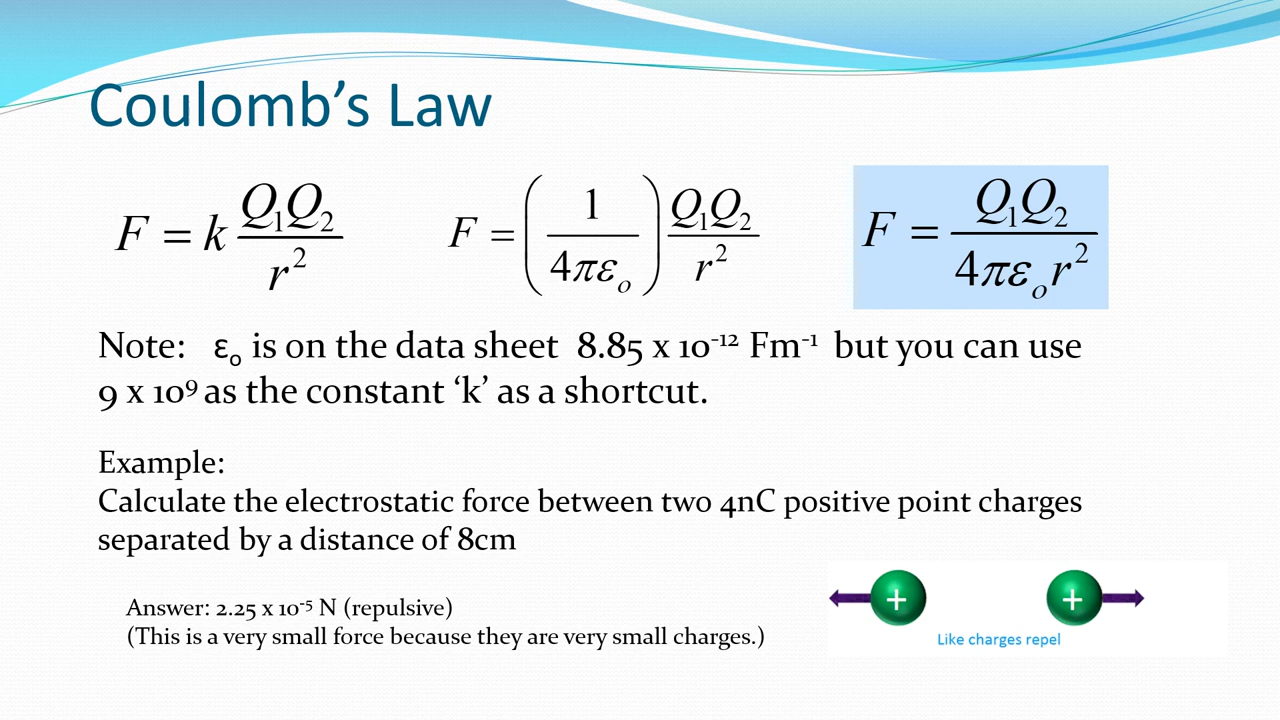 Coulomb's Law
F = k Q₁Q₂ / r²
F = (1 / 4πεₒ) Q₁Q₂ / r²
F = Q₁Q₂ / 4πεₒr²
Note: εₒ is on the data sheet 8.85 x 10⁻¹² Fm⁻¹ but you can use
9 x 10⁹ as the constant ‘k’ as a shortcut.
Example:
Calculate the electrostatic force between two 4nC positive point charges
separated by a distance of 8cm
Answer: 2.25 x 10⁻⁵ N (repulsive)
(This is a very small force because they are very small charges.)
+ +
Like charges repel